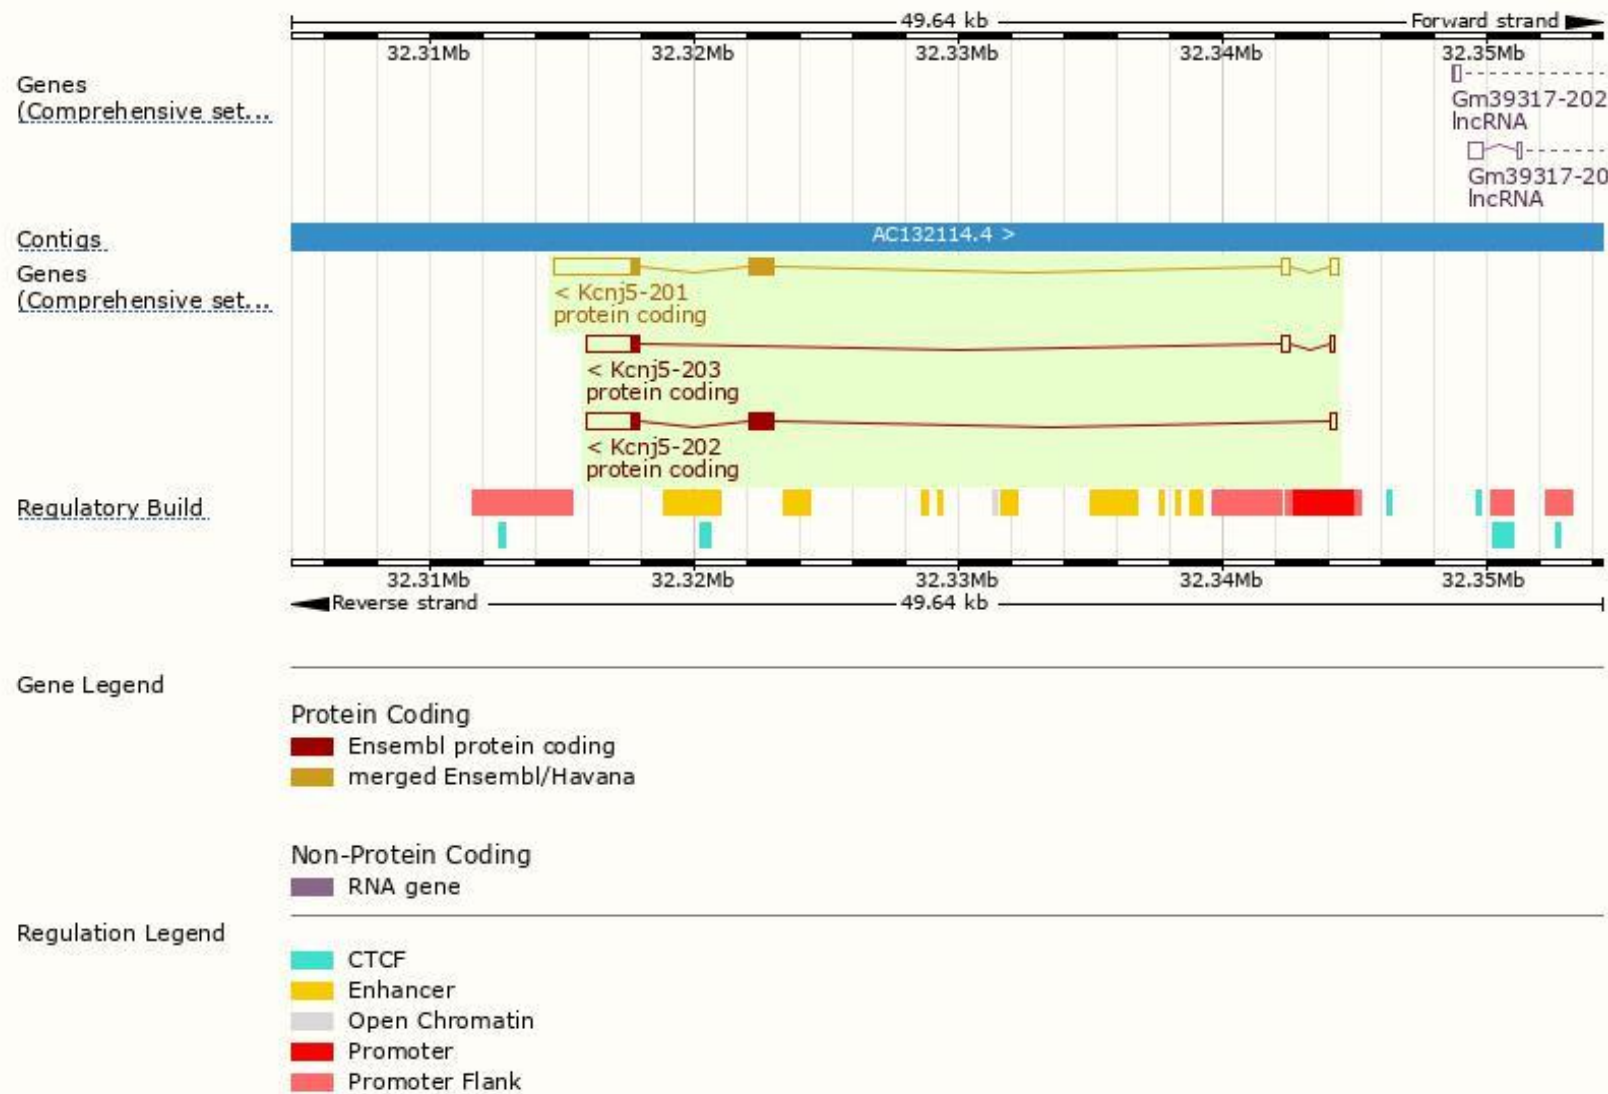 49.64 kb Forward strand
32.31Mb 32.32Mb 32.33Mb 32.34Mb 32.35Mb
Genes
(Comprehensive set...
Gm39317-202
lncRNA
Gm39317-20
lncRNA
Contigs
AC132114.4 >
Genes
(Comprehensive set...
< Kcnj5-201
protein coding
< Kcnj5-203
protein coding
< Kcnj5-202
protein coding
Regulatory Build
32.31Mb 32.32Mb 32.33Mb 32.34Mb 32.35Mb
Reverse strand 49.64 kb
Gene Legend
Protein Coding
Ensembl protein coding
merged Ensembl/Havana
Non-Protein Coding
RNA gene
Regulation Legend
CTCF
Enhancer
Open Chromatin
Promoter
Promoter Flank